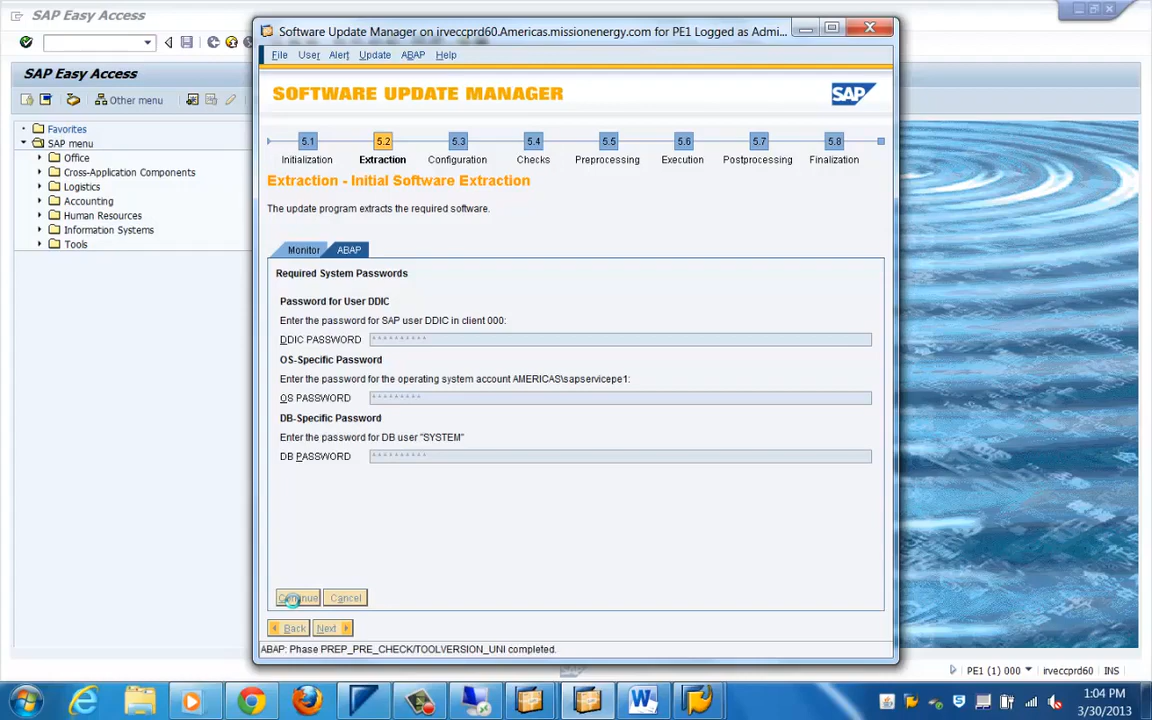 SAP Easy Access
Software Update Manager on irveccprd60.Americas.missionenergy.com for PE1 Logged as Admi...
File User Alert Update ABAP Help
SAP Easy Access
Other menu
SOFTWARE UPDATE MANAGER
SAP
5.1 5.2 5.3 5.4 5.5 5.6 5.7 5.8
Initialization Extraction Configuration Checks Preprocessing Execution Postprocessing Finalization
Favorites
SAP menu
Office
Cross-Application Components
Logistics
Accounting
Human Resources
Information Systems
Tools
Extraction - Initial Software Extraction
The update program extracts the required software.
Monitor ABAP
Required System Passwords
Password for User DDIC
Enter the password for SAP user DDIC in client 000:
DDIC PASSWORD **********
OS-Specific Password
Enter the password for the operating system account AMERICAS\sapservicepe1:
OS PASSWORD *********
DB-Specific Password
Enter the password for DB user "SYSTEM"
DB PASSWORD **********
Continue Cancel
Back Next
ABAP: Phase PREP_PRE_CHECK/TOOLVERSION_UNI completed.
PE1 (1) 000 irveccprd60 INS
1:04 PM
3/30/2013